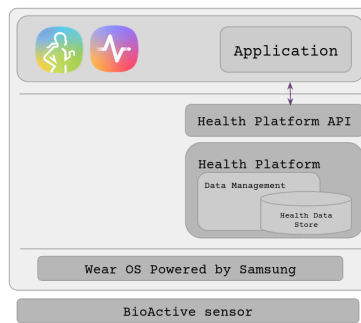 Application
Health Platform API
Health Platform
Data Management
Health Data
Store
Wear OS Powered by Samsung
BioActive sensor